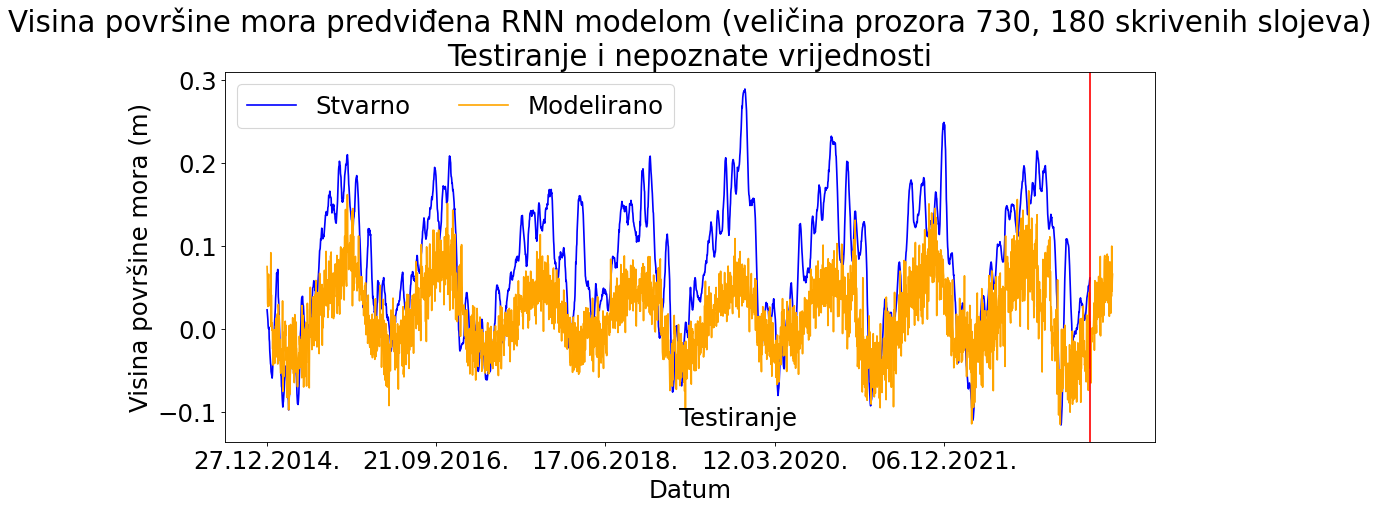 Visina površine mora predviđena RNN modelom (veličina prozora 730, 180 skrivenih slojeva)
Testiranje i nepoznate vrijednosti
Stvarno Modelirano
Visina površine mora (m)
0.3
0.2
0.1
0.0
−0.1
Testiranje
27.12.2014. 21.09.2016. 17.06.2018. 12.03.2020. 06.12.2021.
Datum